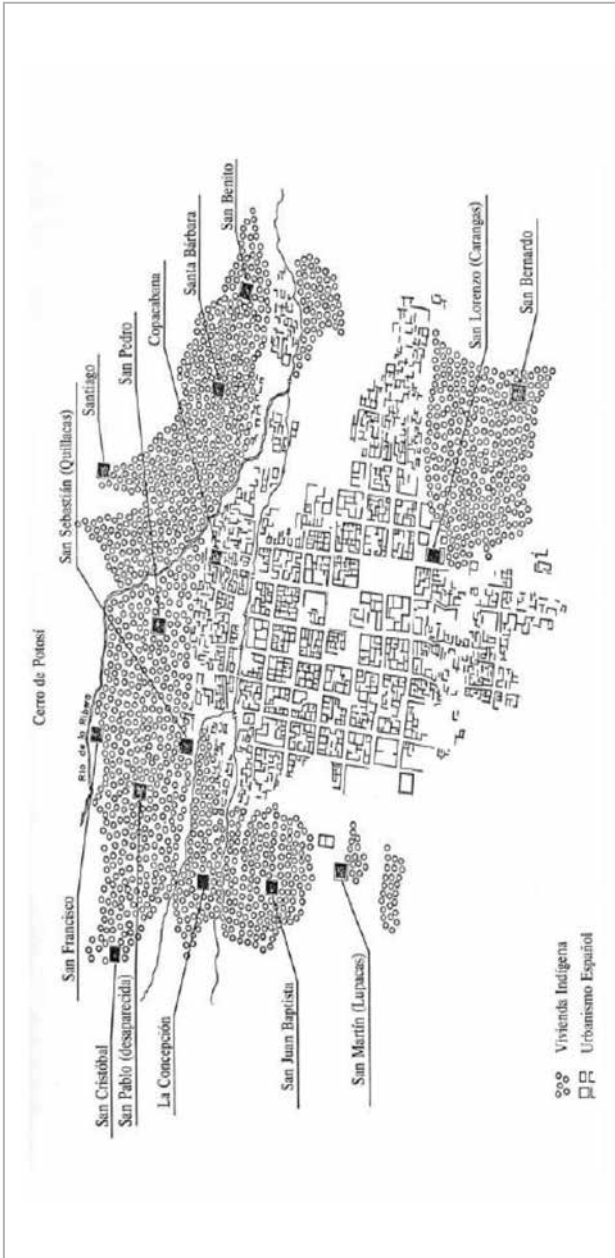 Cerro de Potosí
Río de la Ribera
San Cristóbal
San Francisco
San Pablo (desaparecida)
La Concepción
San Juan Baptista
San Martín (Lupacas)
San Sebastián (Quillacas)
Santiago
San Pedro
Copacabana
Santa Bárbara
San Benito
San Lorenzo (Carangas)
San Bernardo
Vivienda Indígena
Urbanismo Español